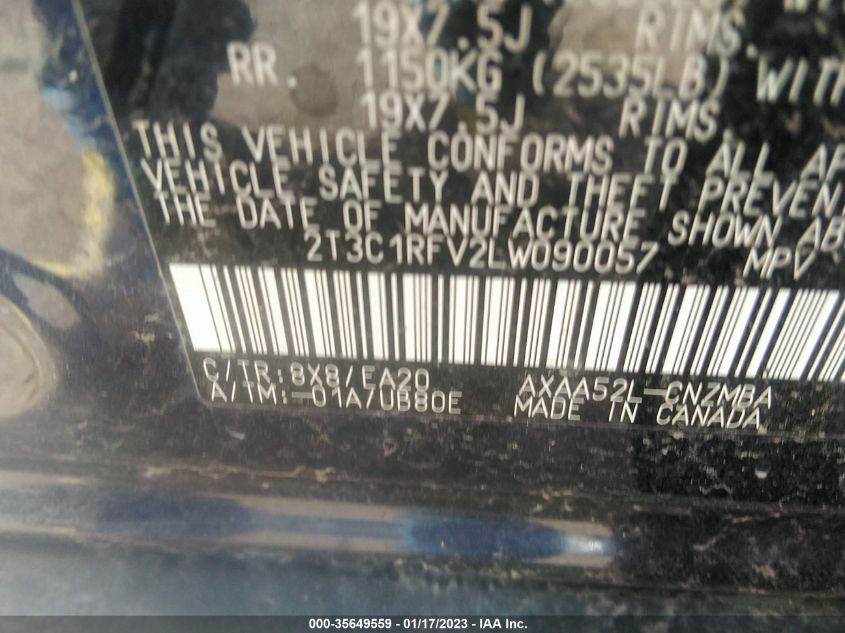 19X7.5J RIMS.
RR. 1150KG (2535LB) WITH
19X7.5J RIMS.
THIS VEHICLE CONFORMS TO ALL AP
VEHICLE SAFETY AND THEFT PREVEN
THE DATE OF MANUFACTURE SHOWN AB
2T3C1RFV2LW090057 MPV
C/TR:8X8/EA20 AXAA52L-CNZMBA
A/TM:-01A/UB80E MADE IN CANADA
000-35649559 — 01/17/2023 — IAA Inc.